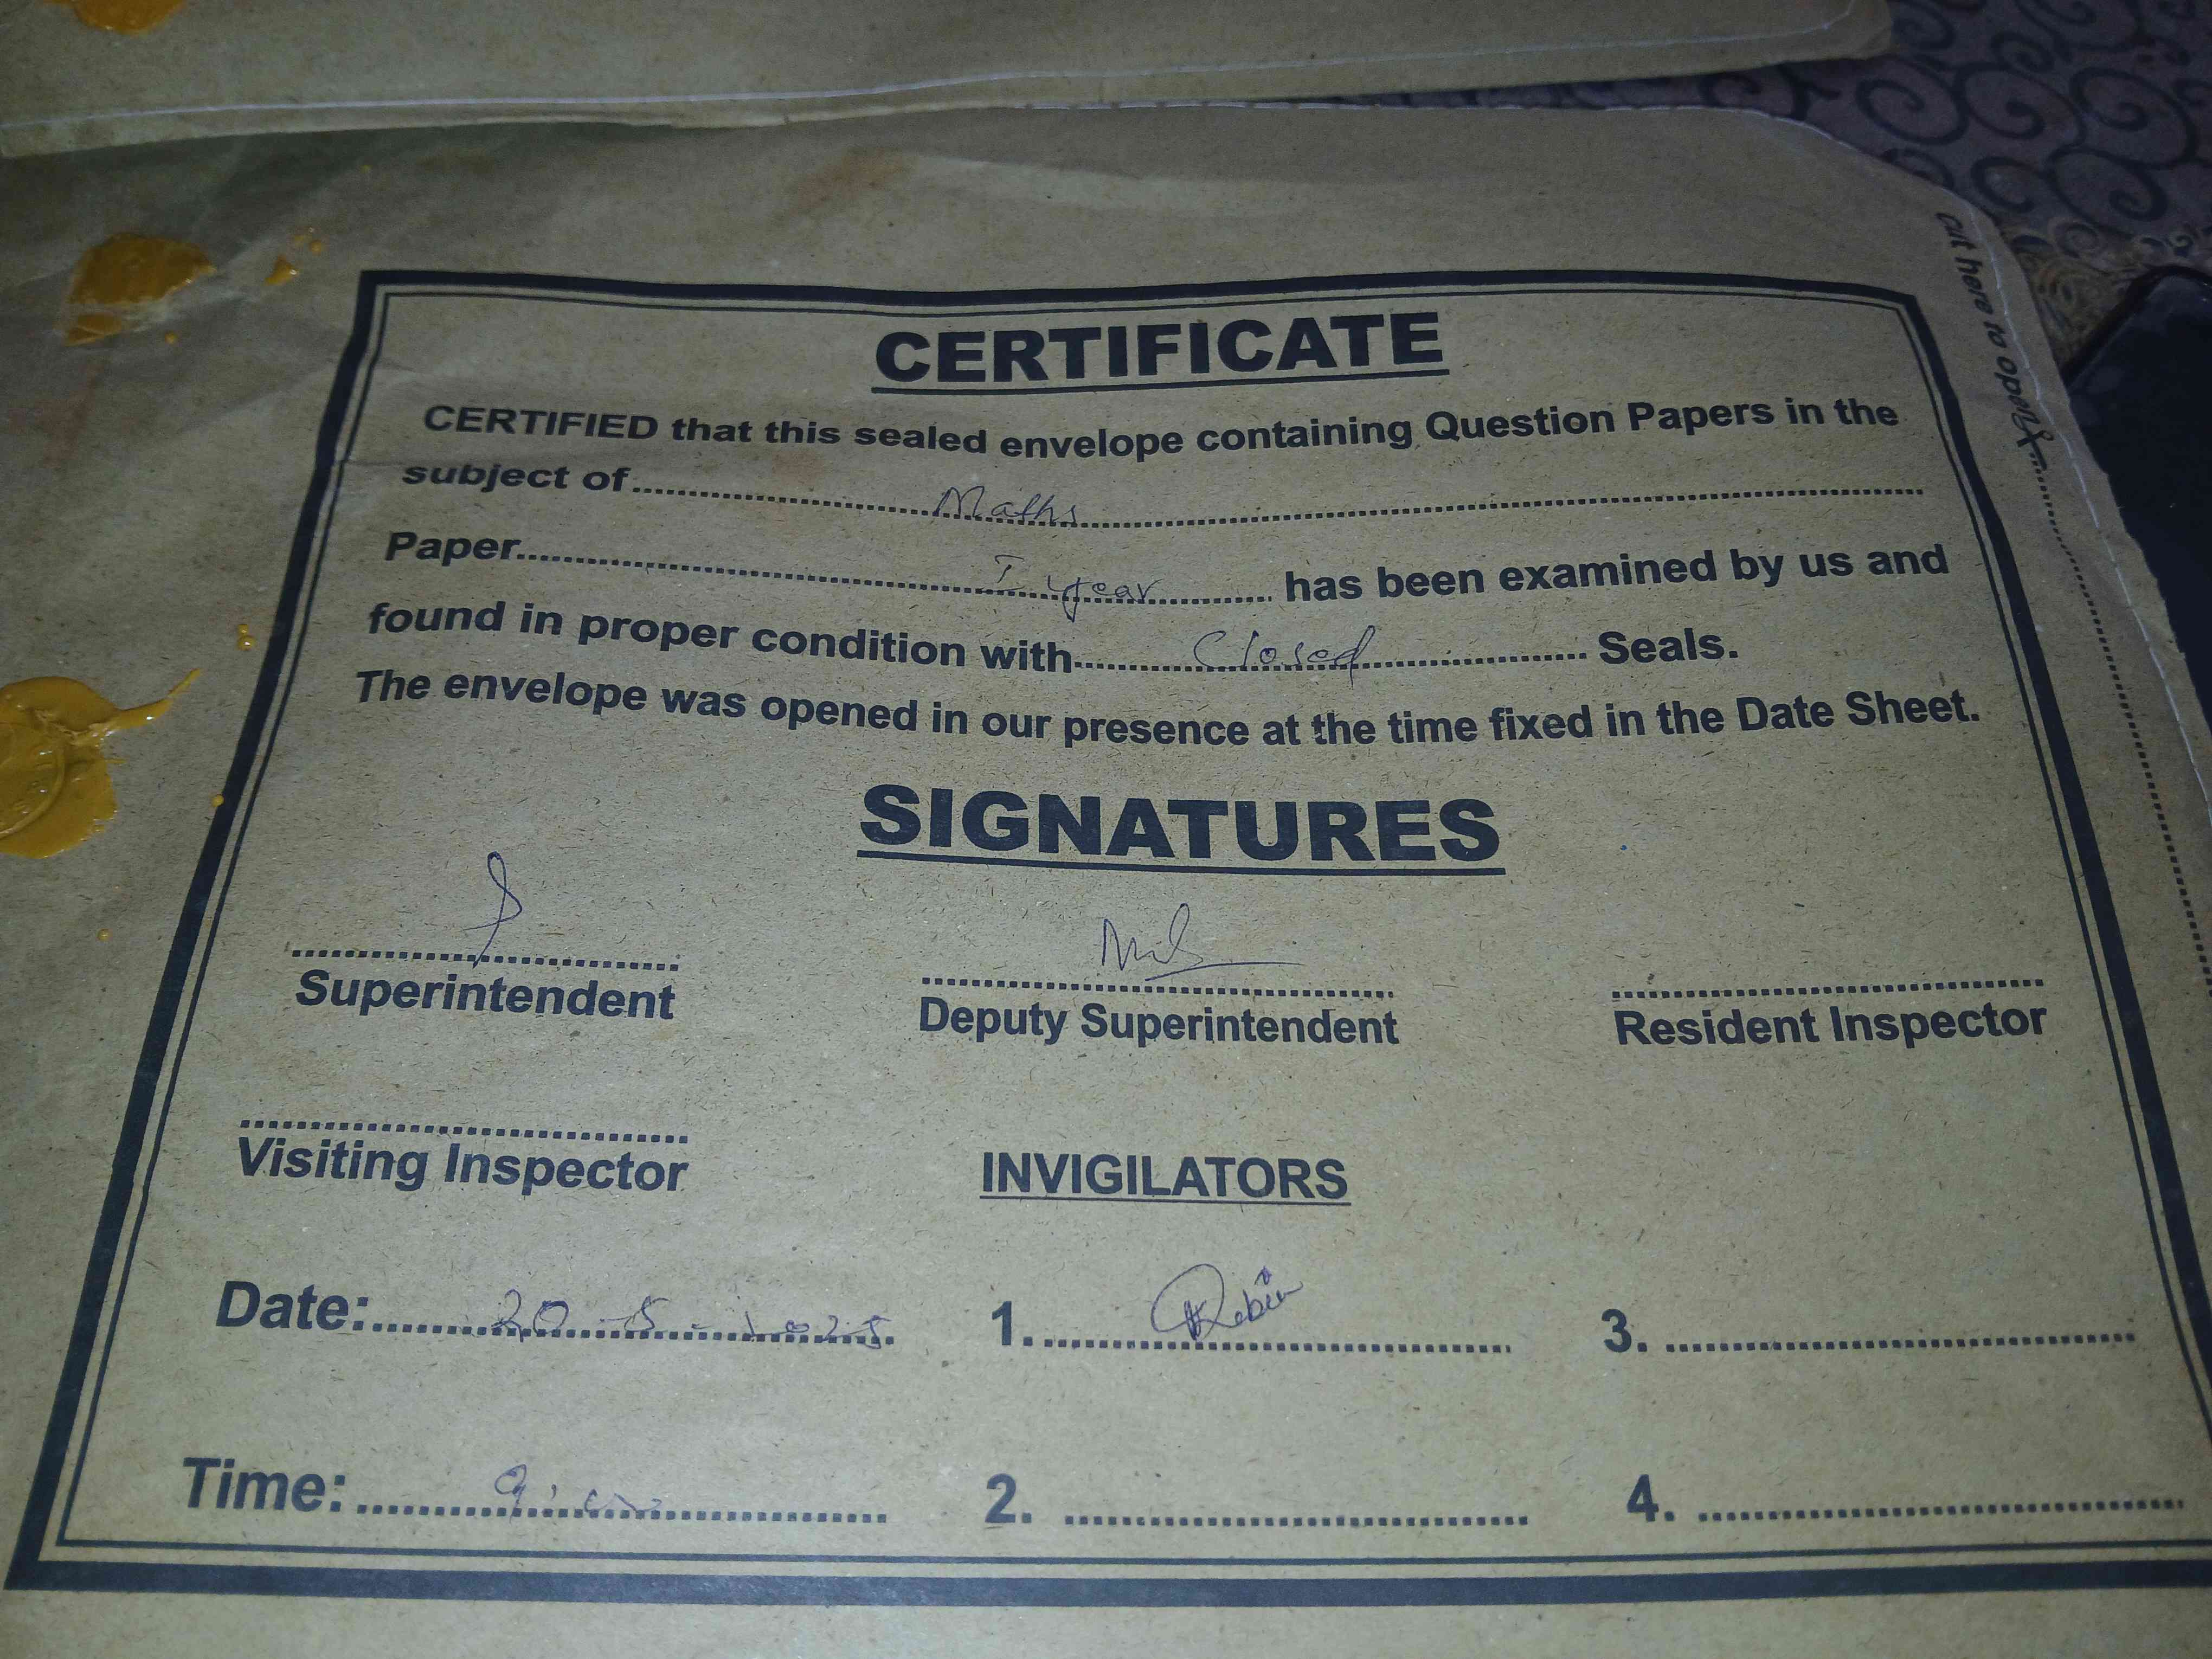 cut here to open
CERTIFICATE
CERTIFIED that this sealed envelope containing Question Papers in the
subject of Maths
Paper I year has been examined by us and
found in proper condition with Closed Seals.
The envelope was opened in our presence at the time fixed in the Date Sheet.
SIGNATURES
Superintendent Deputy Superintendent Resident Inspector
Visiting Inspector INVIGILATORS
Date: 20-5- 1. 3.
Time: 2. 4.